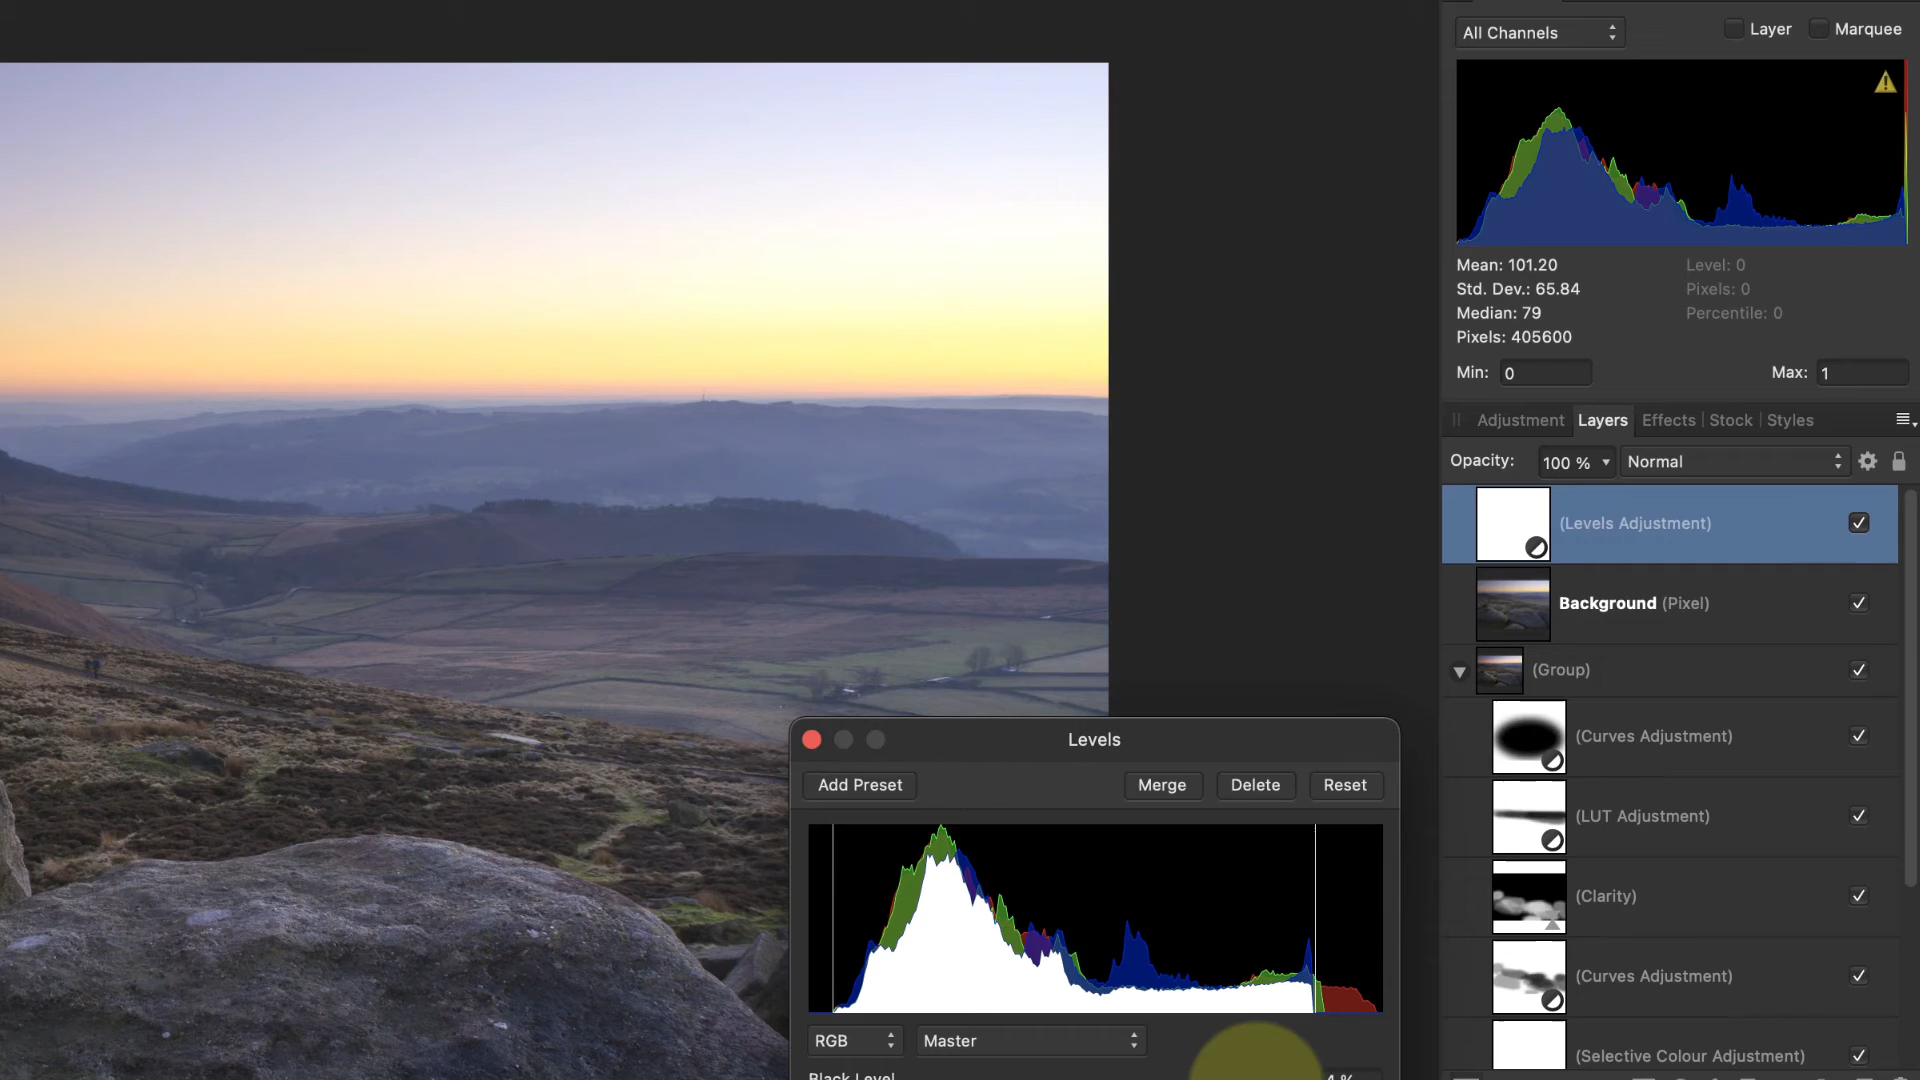 All Channels
Layer
Marquee
Mean: 101.20
Level: 0
Std. Dev.: 65.84
Pixels: 0
Median: 79
Percentile: 0
Pixels: 405600
Min: 0
Max: 1
Adjustment Layers Effects Stock Styles
Opacity: 100 % Normal
(Levels Adjustment)
Background (Pixel)
(Group)
(Curves Adjustment)
(LUT Adjustment)
(Clarity)
(Curves Adjustment)
(Selective Colour Adjustment)
Levels
Add Preset Merge Delete Reset
RGB Master
Black Level 4 %